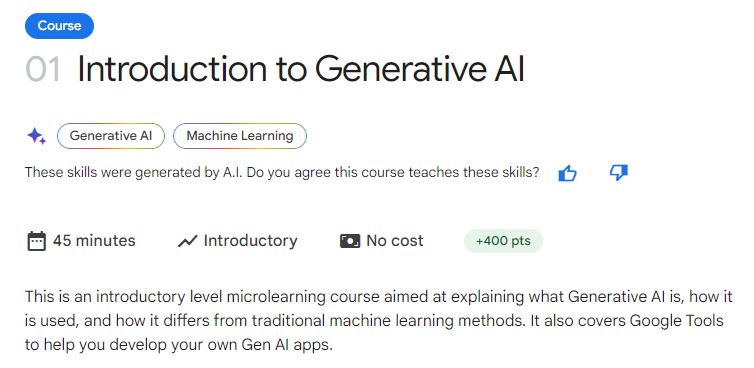 Course
01 Introduction to Generative AI
Generative AI Machine Learning
These skills were generated by A.I. Do you agree this course teaches these skills?
45 minutes Introductory No cost +400 pts
This is an introductory level microlearning course aimed at explaining what Generative AI is, how it
is used, and how it differs from traditional machine learning methods. It also covers Google Tools
to help you develop your own Gen AI apps.